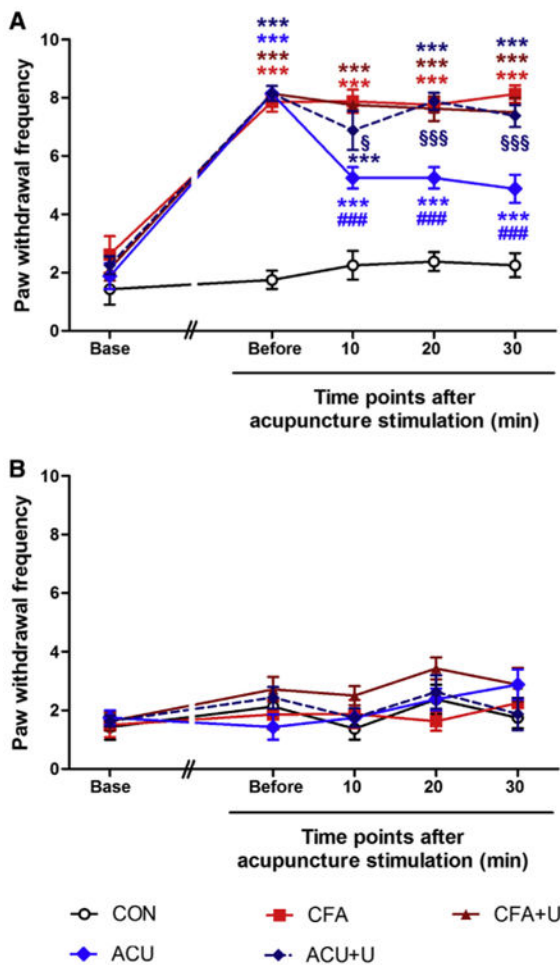 A
Paw withdrawal frequency
10
8
6
4
2
0
*** *** *** ***
*** *** *** ***
*** *** *** ***
***
§ §§§ §§§
***
*** *** ***
### ### ###
Base // Before 10 20 30
Time points after
acupuncture stimulation (min)
B
Paw withdrawal frequency
10
8
6
4
2
0
Base // Before 10 20 30
Time points after
acupuncture stimulation (min)
CON CFA CFA+U
ACU ACU+U